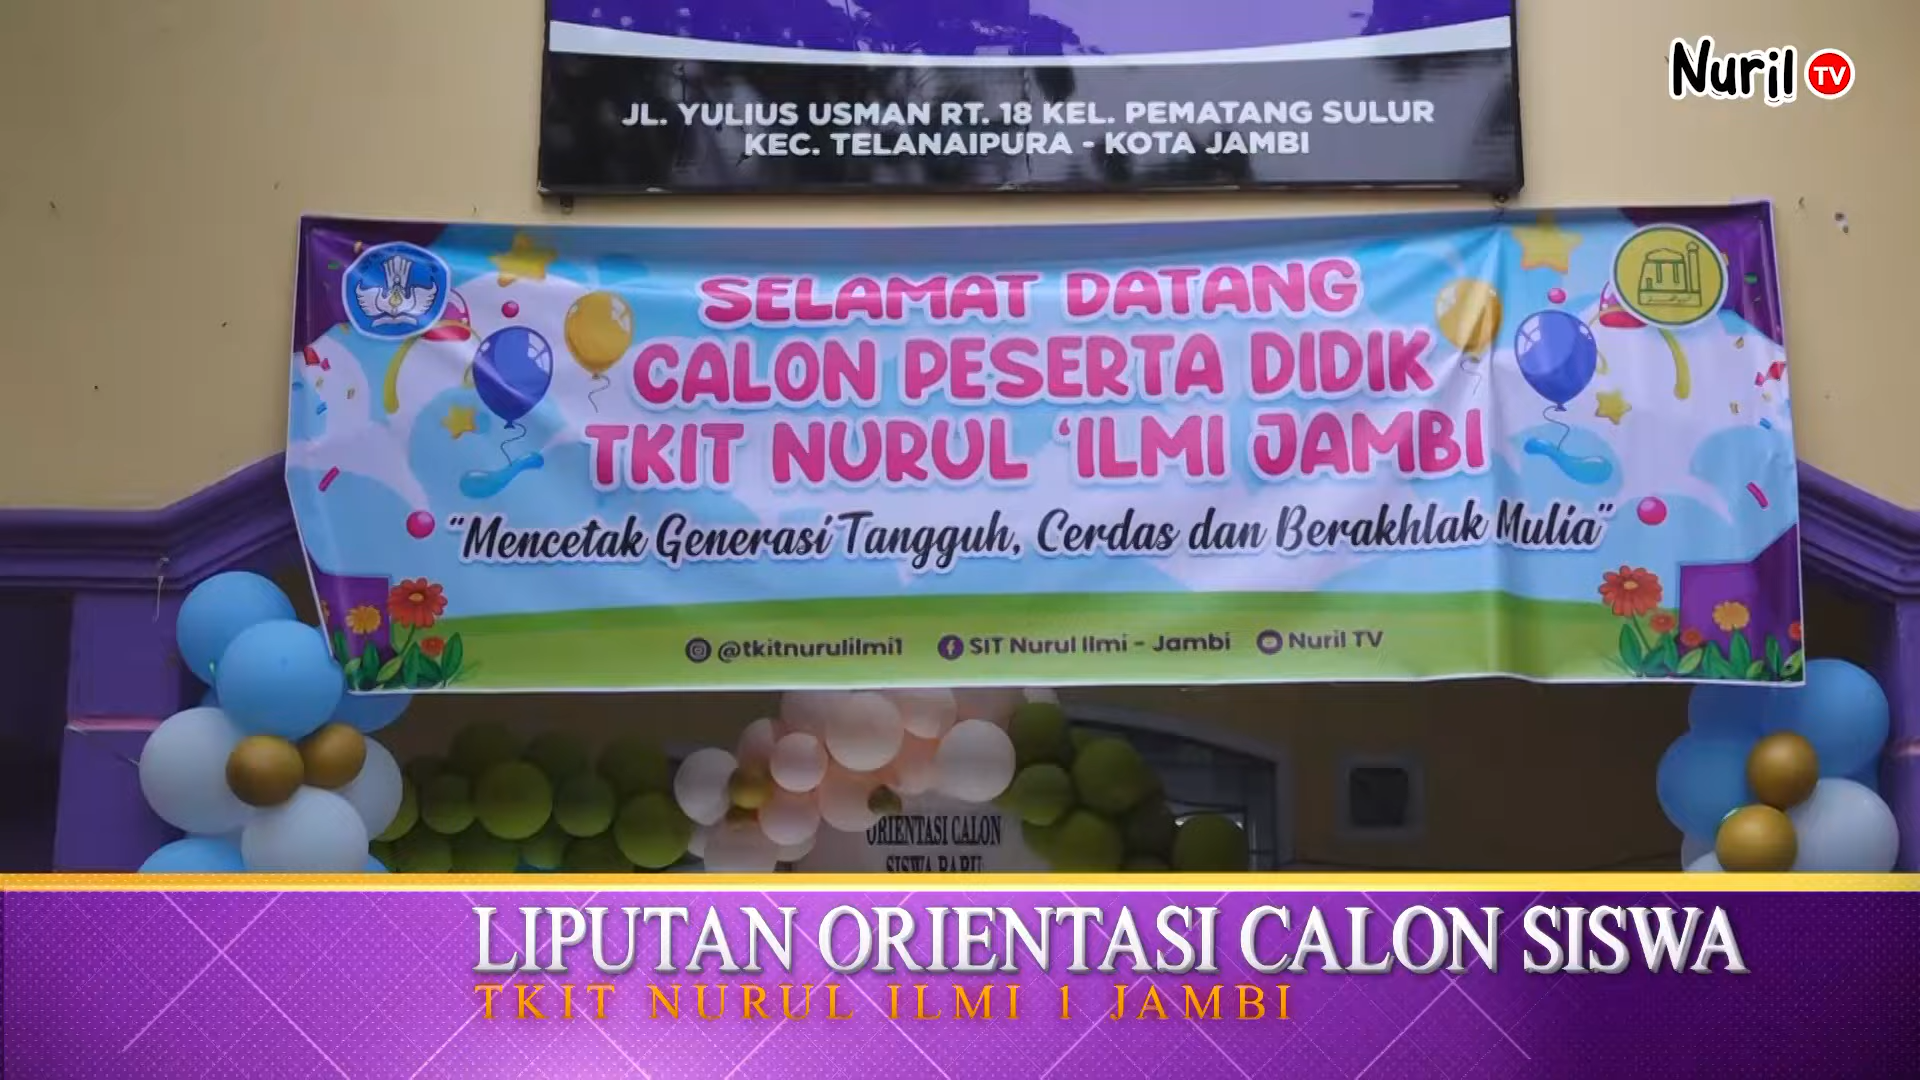 Nuril TV
JL. YULIUS USMAN RT. 18 KEL. PEMATANG SULUR
KEC. TELANAIPURA - KOTA JAMBI
SELAMAT DATANG
CALON PESERTA DIDIK
TKIT NURUL ‘ILMI JAMBI
“Mencetak Generasi Tangguh, Cerdas dan Berakhlak Mulia”
@tkitnurulilmi1 SIT Nurul Ilmi - Jambi Nuril TV
ORIENTASI CALON
SISWA BARU
LIPUTAN ORIENTASI CALON SISWA
TKIT NURUL ILMI 1 JAMBI